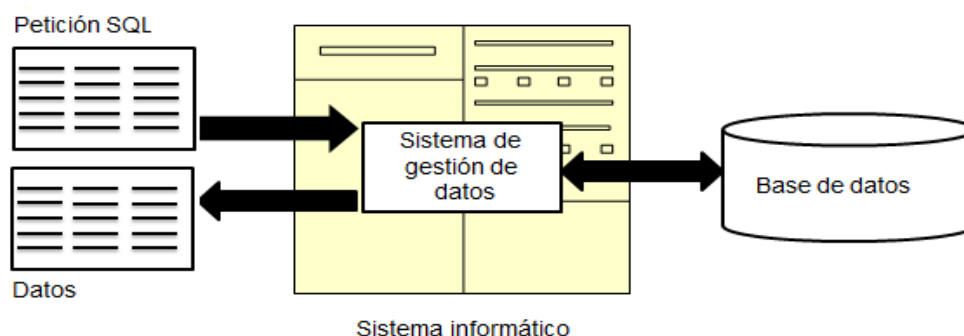 Petición SQL
Sistema de
gestión de
datos
Base de datos
Datos
Sistema informático